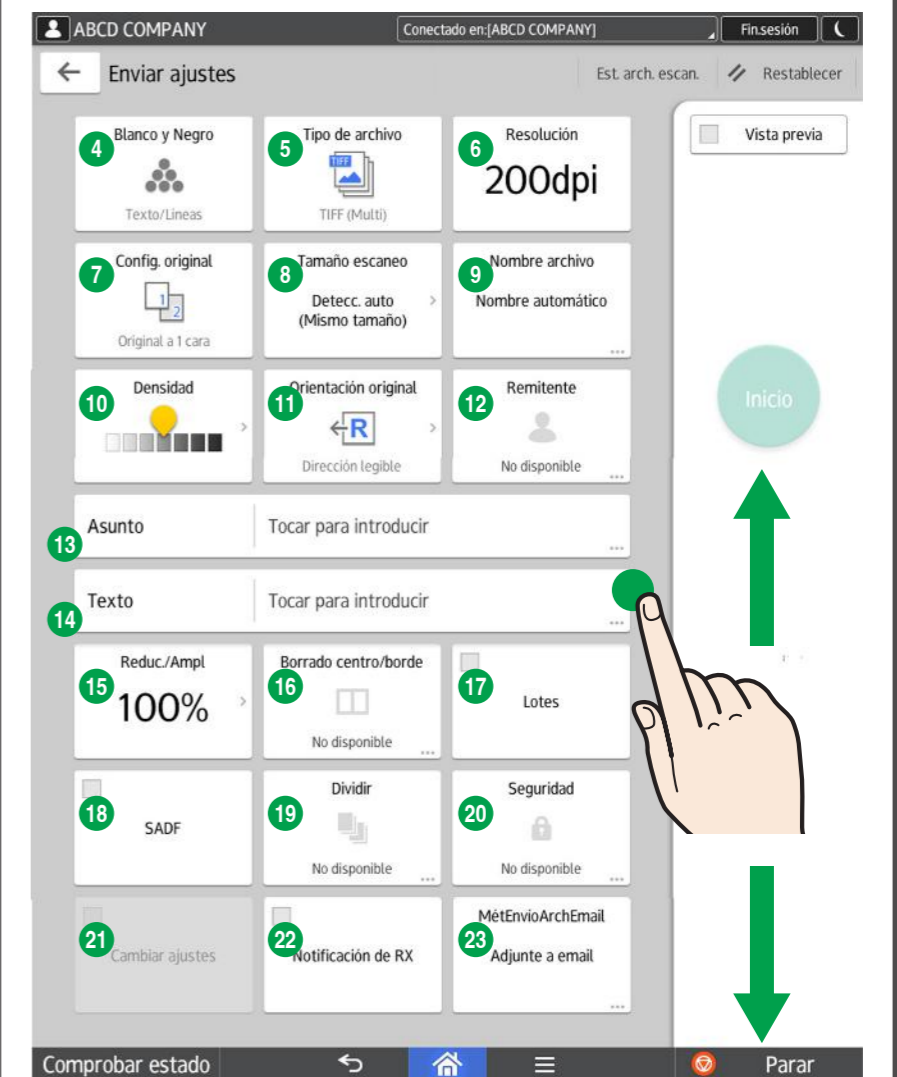 ABCD COMPANY
Conectado en:[ABCD COMPANY]
Fin.sesión
Enviar ajustes
Est. arch. escan.
Restablecer
4
Blanco y Negro
Texto/Lineas
5
Tipo de archivo
TIFF
TIFF (Multi)
6
Resolución
200dpi
Vista previa
7
Config. original
1
2
Original a 1 cara
8
Tamaño escaneo
Detecc. auto
(Mismo tamaño)
9
Nombre archivo
Nombre automático
...
10
Densidad
11
Orientación original
R
Dirección legible
12
Remitente
No disponible
...
Inicio
13
Asunto
Tocar para introducir
...
14
Texto
Tocar para introducir
...
15
Reduc./Ampl
100%
16
Borrado centro/borde
No disponible
...
17
Lotes
18
SADF
19
Dividir
No disponible
...
20
Seguridad
No disponible
...
21
Cambiar ajustes
22
Notificación de RX
23
MétEnvioArchEmail
Adjunte a email
...
Comprobar estado
Parar